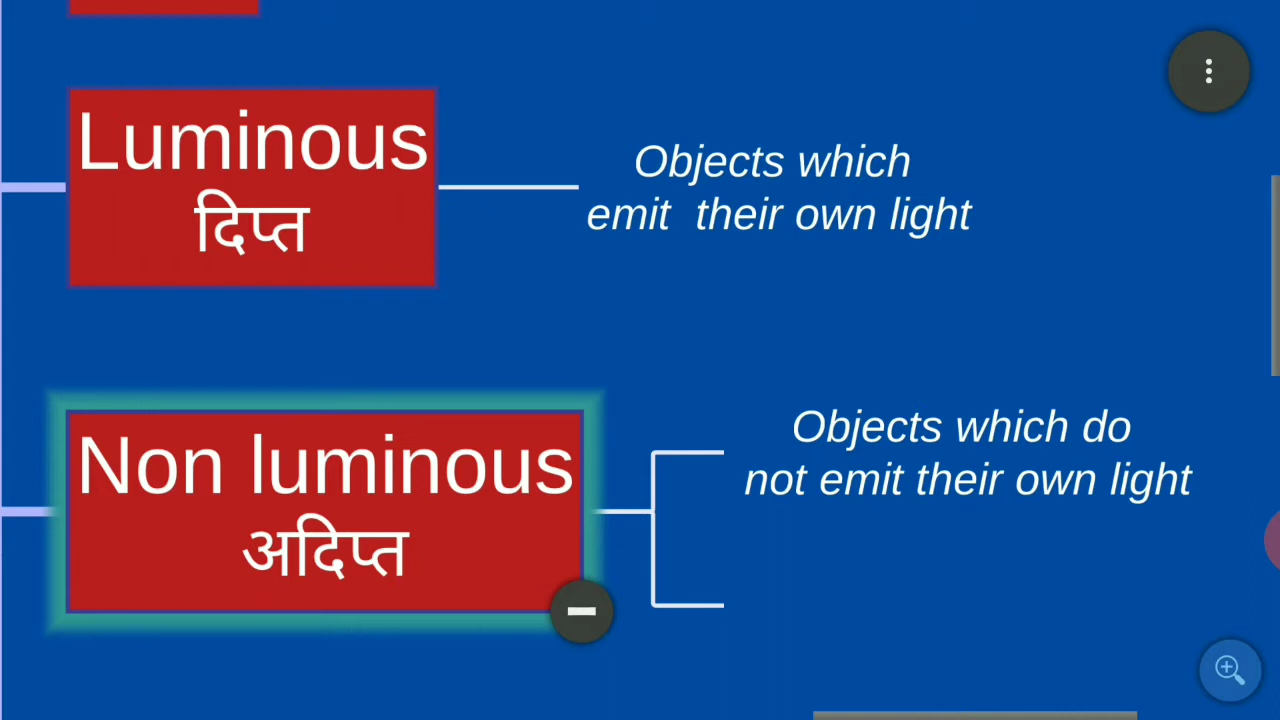 Luminous
दिप्त
Objects which
emit their own light
Non luminous
अदिप्त
Objects which do
not emit their own light